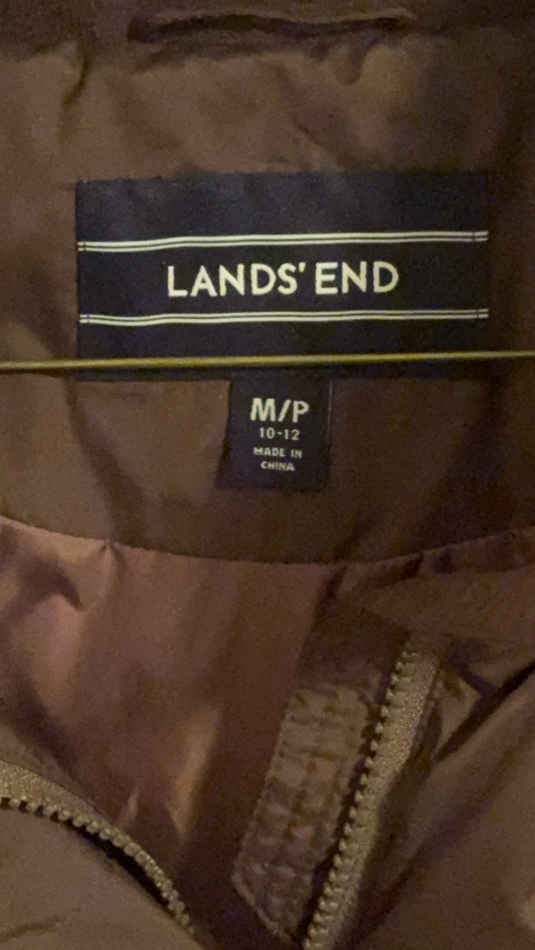 LANDS' END
M/P
10-12
MADE IN
CHINA